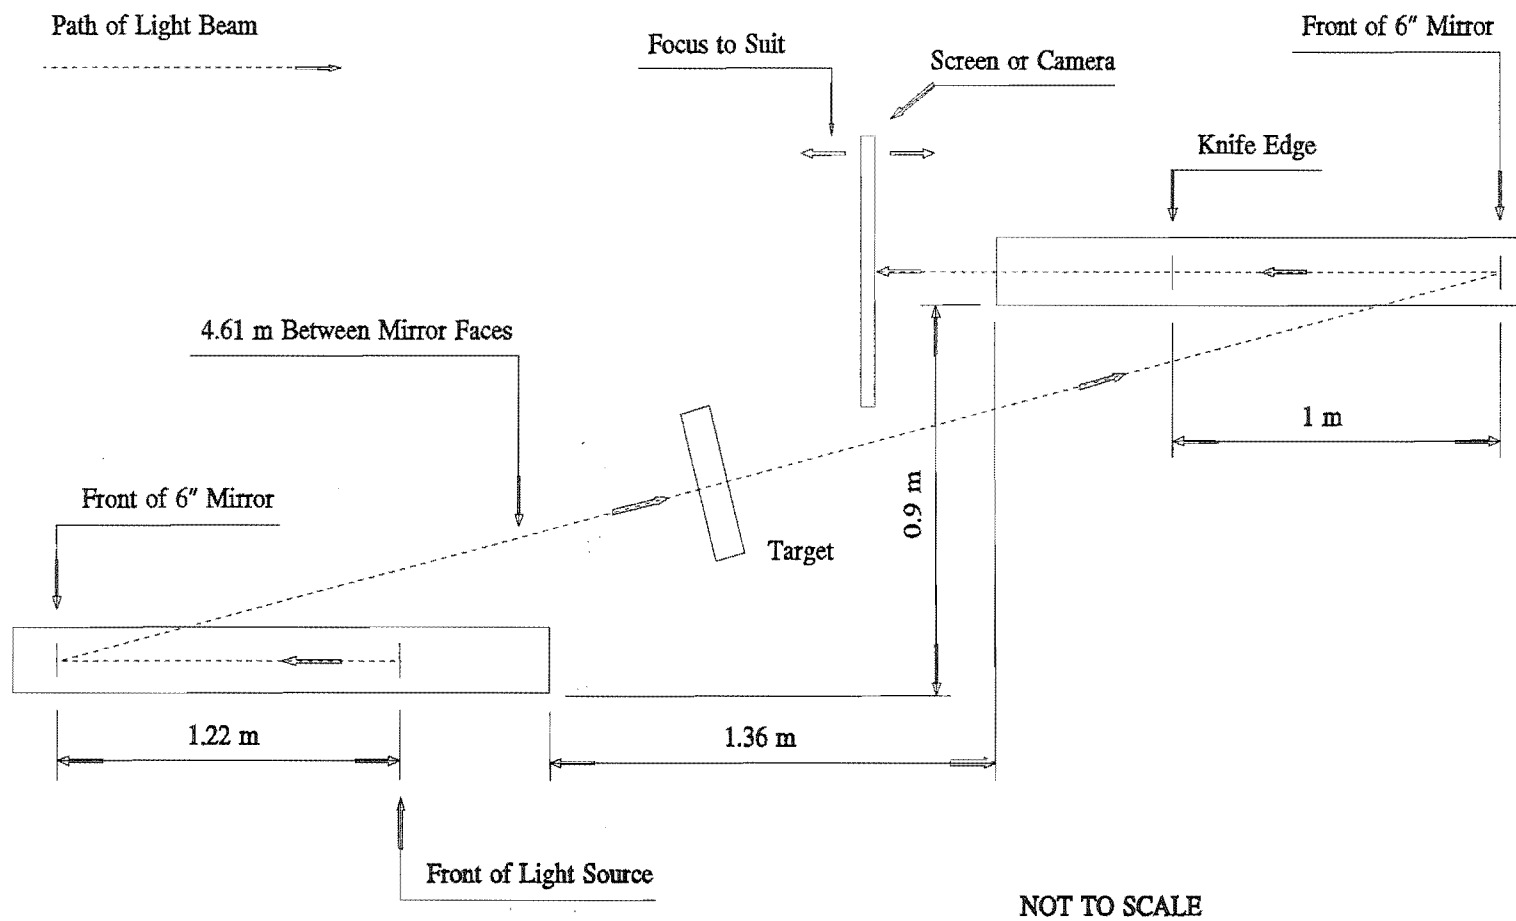 Path of Light Beam
Focus to Suit
Screen or Camera
Front of 6″ Mirror
Knife Edge
4.61 m Between Mirror Faces
1 m
Front of 6″ Mirror
0.9 m
Target
1.22 m
1.36 m
Front of Light Source
NOT TO SCALE